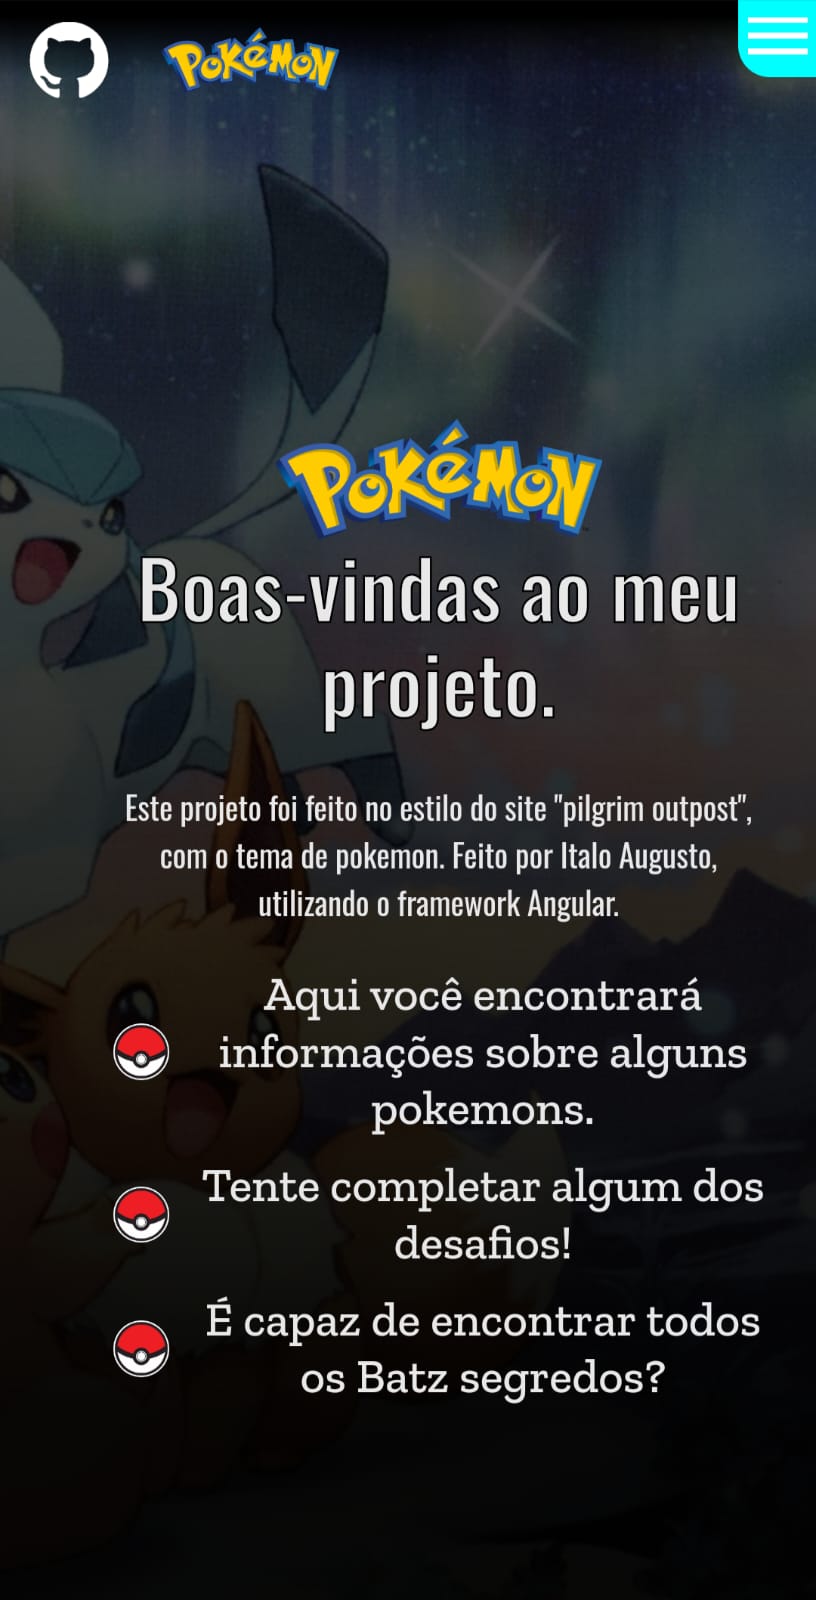 POKéMON
POKéMON
Boas-vindas ao meu
projeto.
Este projeto foi feito no estilo do site "pilgrim outpost",
com o tema de pokemon. Feito por Italo Augusto,
utilizando o framework Angular.
Aqui você encontrará
informações sobre alguns
pokemons.
Tente completar algum dos
desafios!
É capaz de encontrar todos
os Batz segredos?